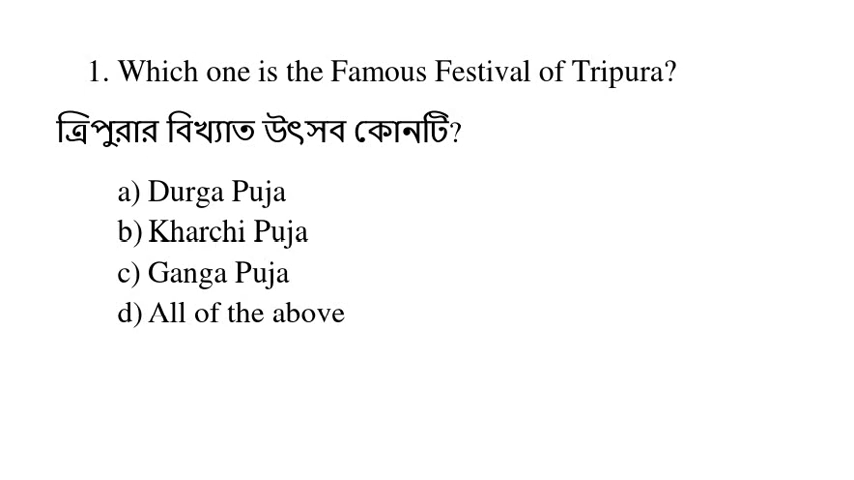 1. Which one is the Famous Festival of Tripura?
ত্রিপুরার বিখ্যাত উৎসব কোনটি?
a) Durga Puja
b) Kharchi Puja
c) Ganga Puja
d) All of the above